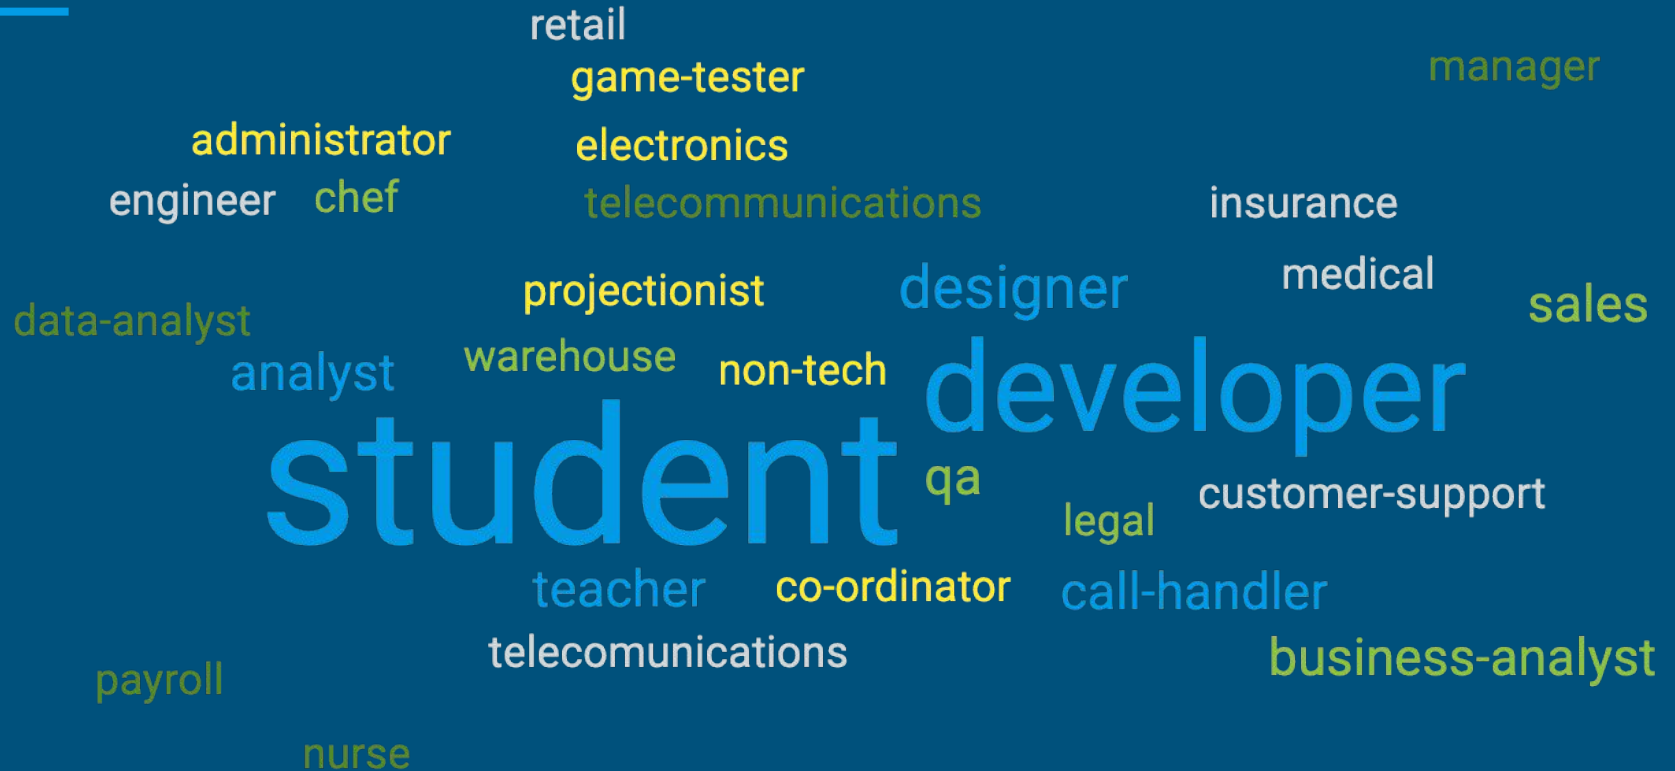 retail
manager
game-tester
administrator
electronics
engineer
chef
telecommunications
insurance
medical
designer
projectionist
sales
data-analyst
warehouse
non-tech
analyst
developer
student
qa
customer-support
legal
teacher
co-ordinator
call-handler
telecomunications
business-analyst
payroll
nurse